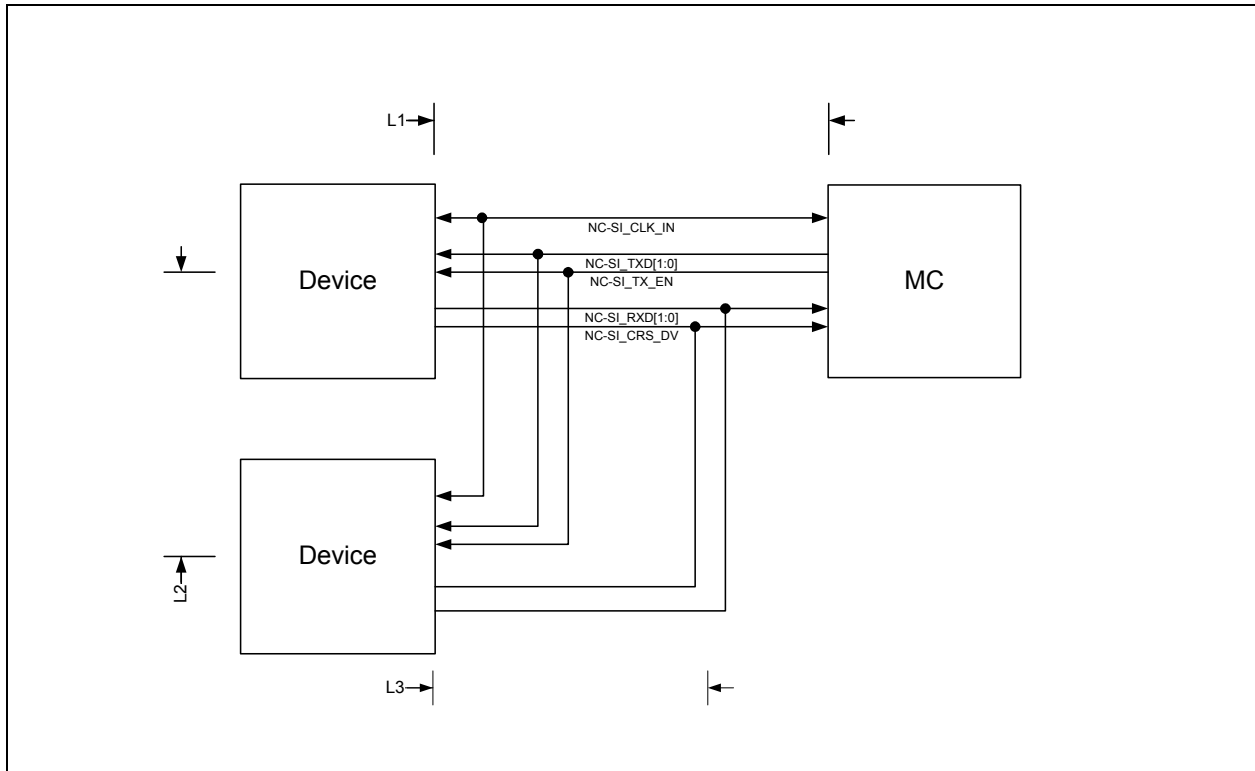 L1
NC-SI_CLK_IN
Device
NC-SI_TXD[1:0]
NC-SI_TX_EN
MC
NC-SI_RXD[1:0]
NC-SI_CRS_DV
Device
L2
L3